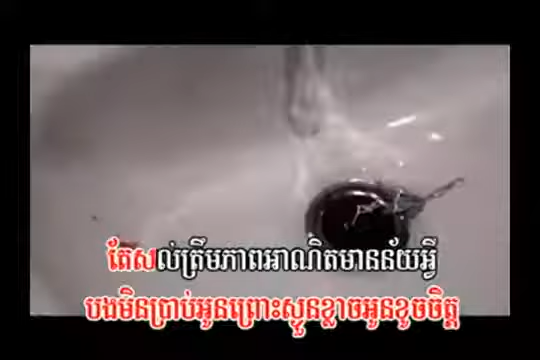 តែសល់ត្រឹមភាពអាណិតមានន័យអ្វី
បងមិនប្រាប់អូនព្រោះស្ងួនខ្លាចអូនខូចចិត្ត